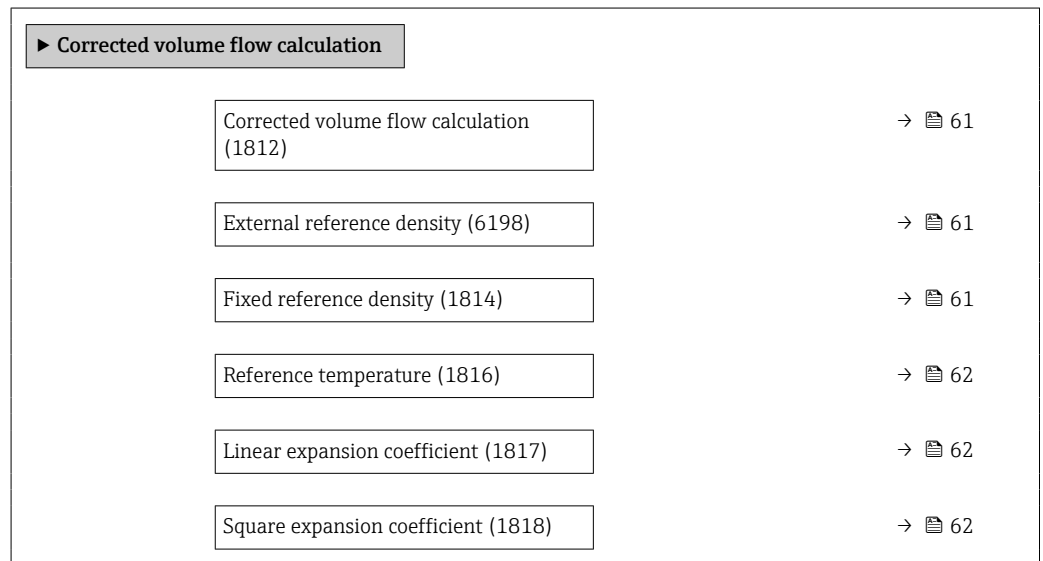 ▶ Corrected volume flow calculation
Corrected volume flow calculation → 61
(1812)
External reference density (6198) → 61
Fixed reference density (1814) → 61
Reference temperature (1816) → 62
Linear expansion coefficient (1817) → 62
Square expansion coefficient (1818) → 62